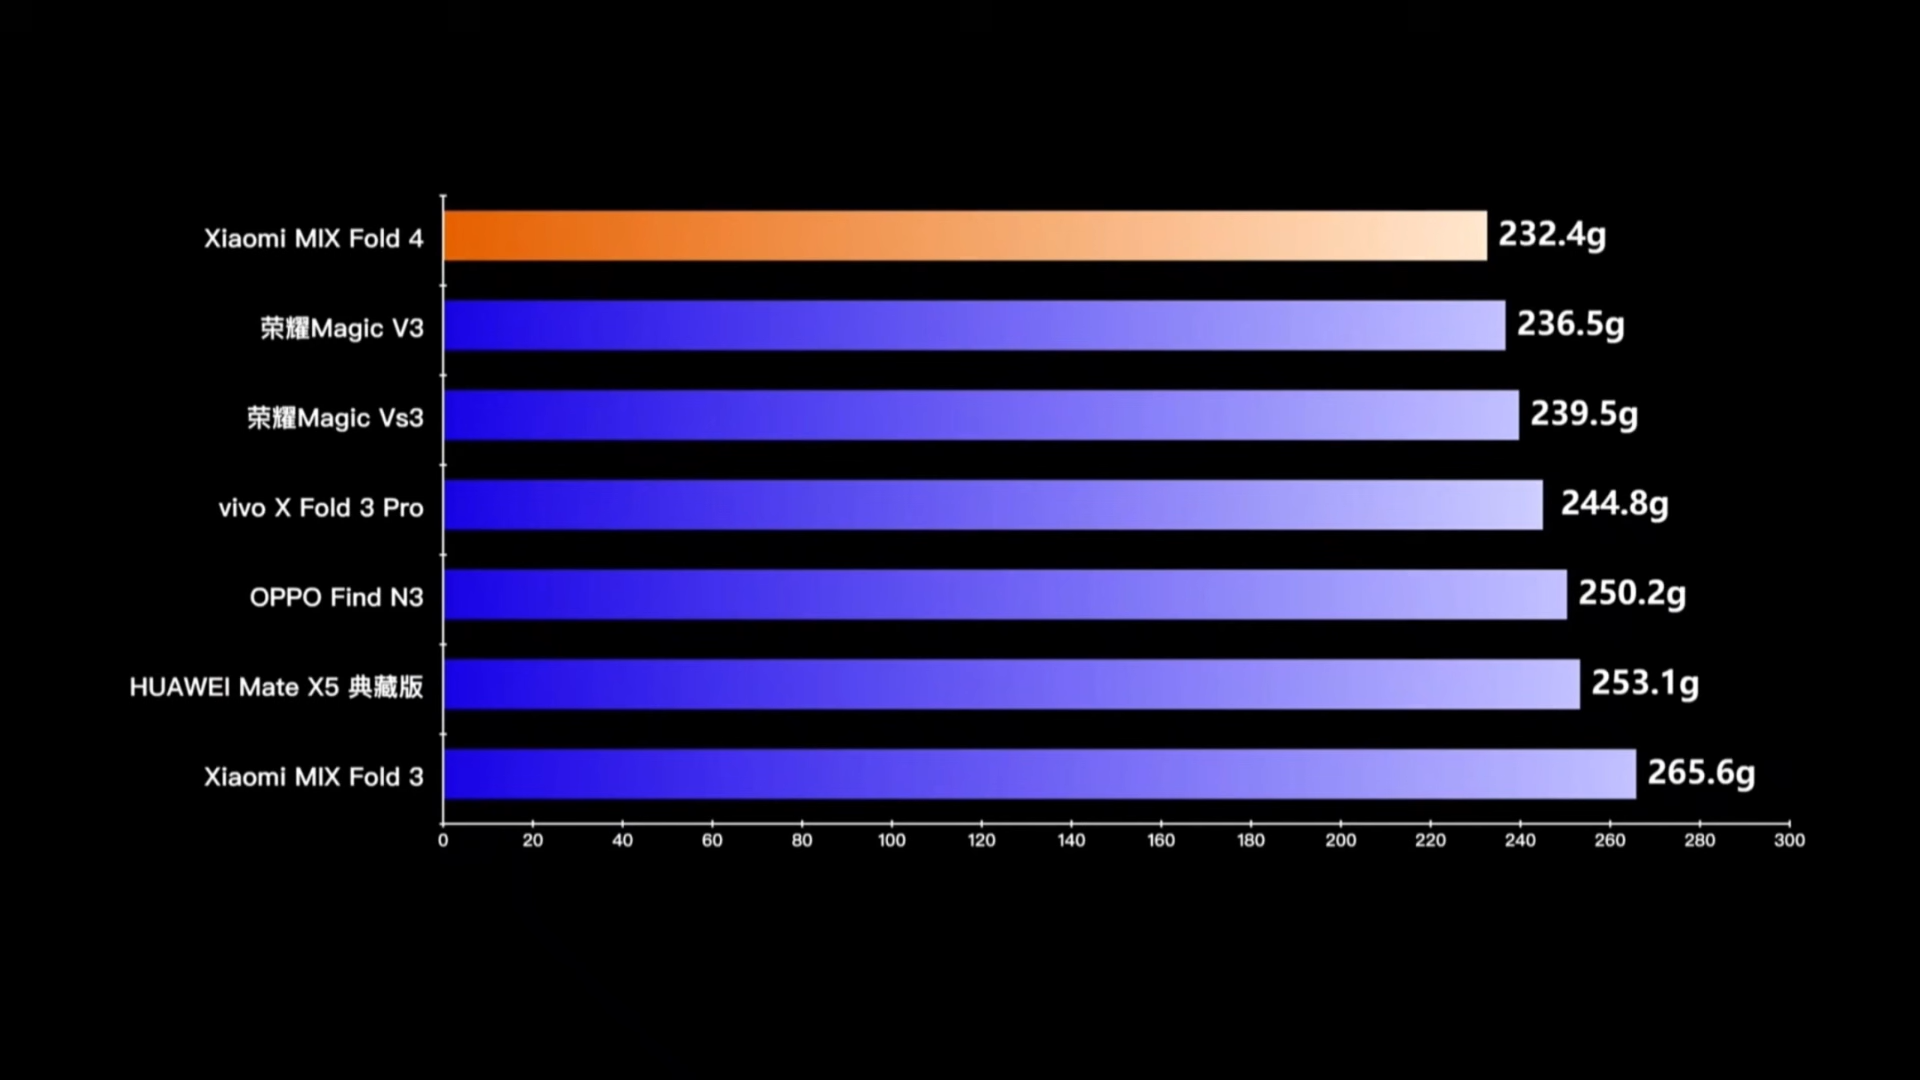 Xiaomi MIX Fold 4 232.4g
荣耀Magic V3 236.5g
荣耀Magic Vs3 239.5g
vivo X Fold 3 Pro 244.8g
OPPO Find N3 250.2g
HUAWEI Mate X5 典藏版 253.1g
Xiaomi MIX Fold 3 265.6g
0 20 40 60 80 100 120 140 160 180 200 220 240 260 280 300